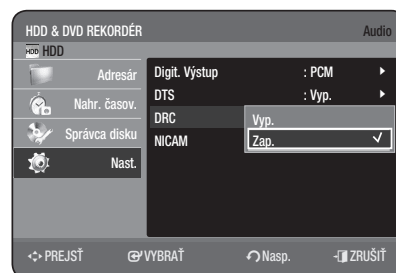 HDD & DVD REKORDÉR Audio
HDD HDD
Adresár
Nahr. časov.
Správca disku
Nast.
Digit. Výstup : PCM
DTS : Vyp.
DRC Vyp.
NICAM Zap.
PREJSŤ VYBRAŤ Nasp. ZRUŠIŤ